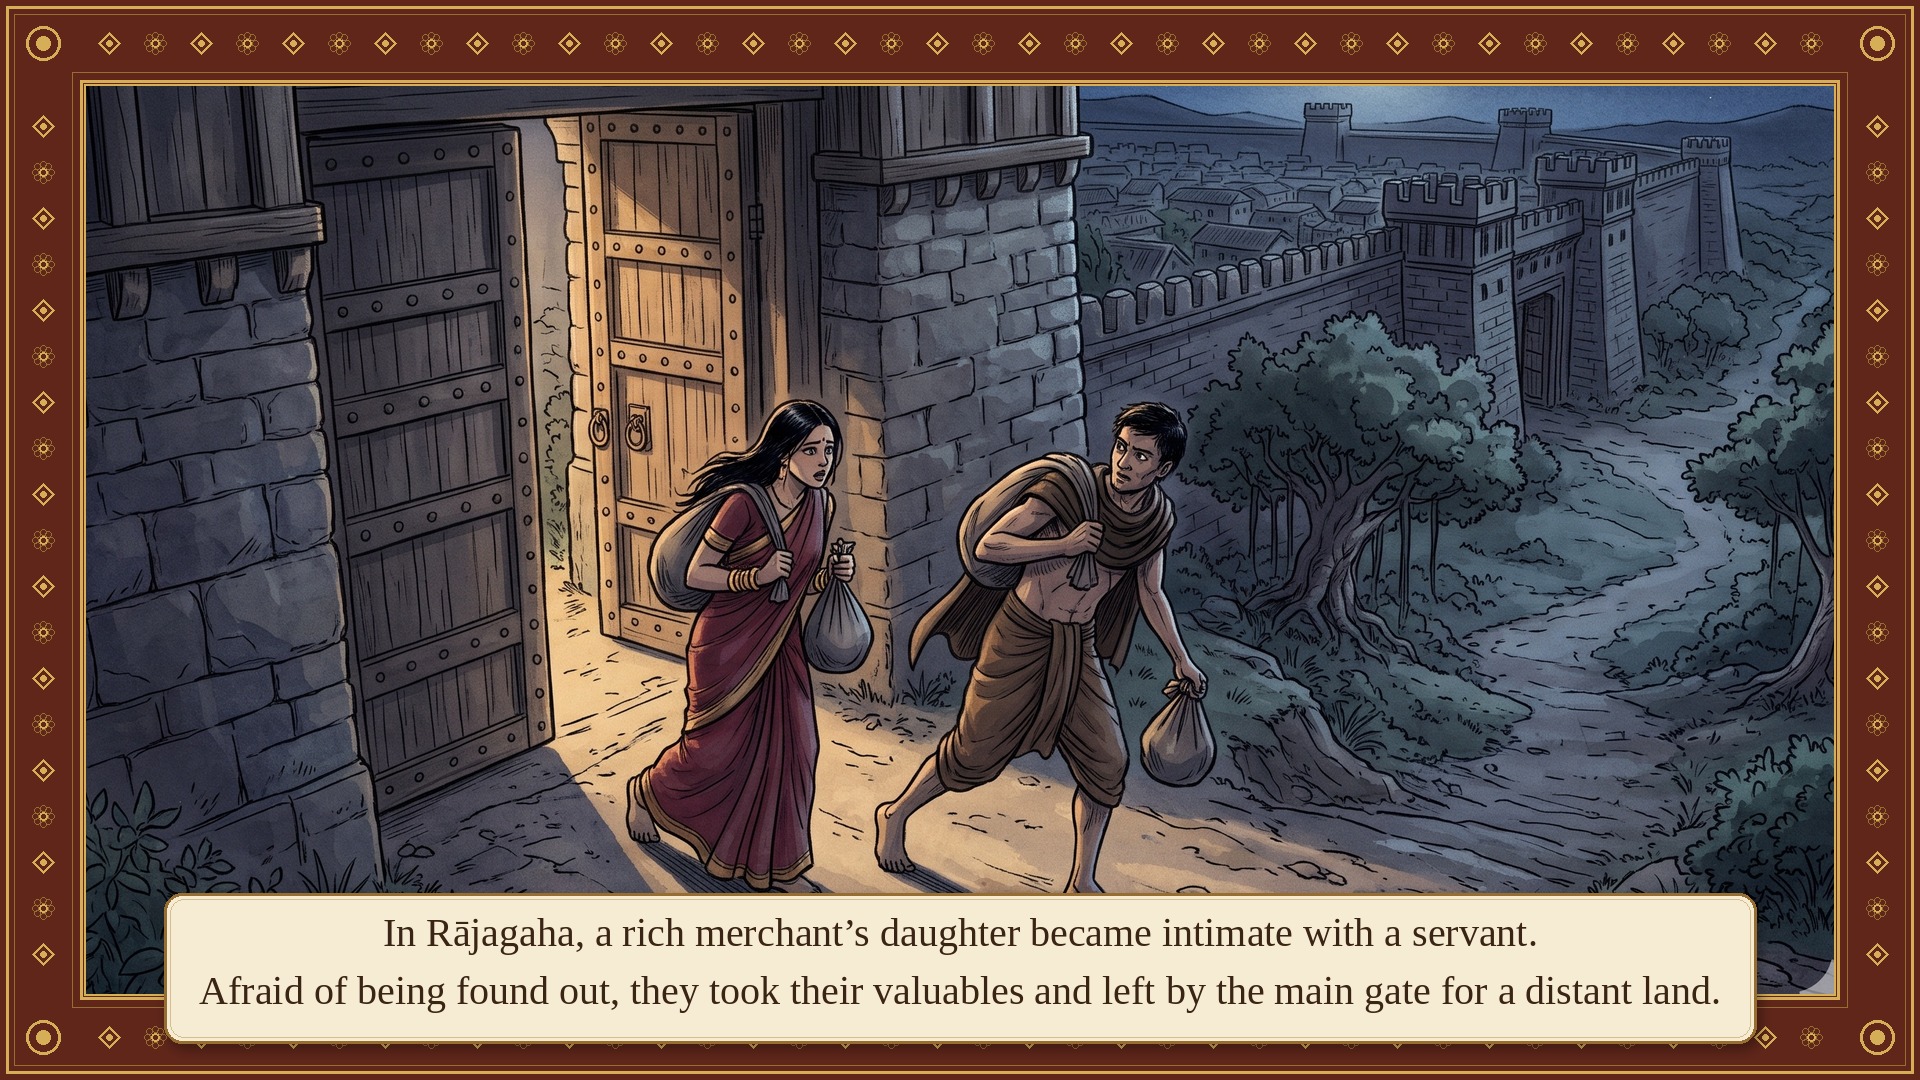 In Rājagaha, a rich merchant’s daughter became intimate with a servant.
Afraid of being found out, they took their valuables and left by the main gate for a distant land.